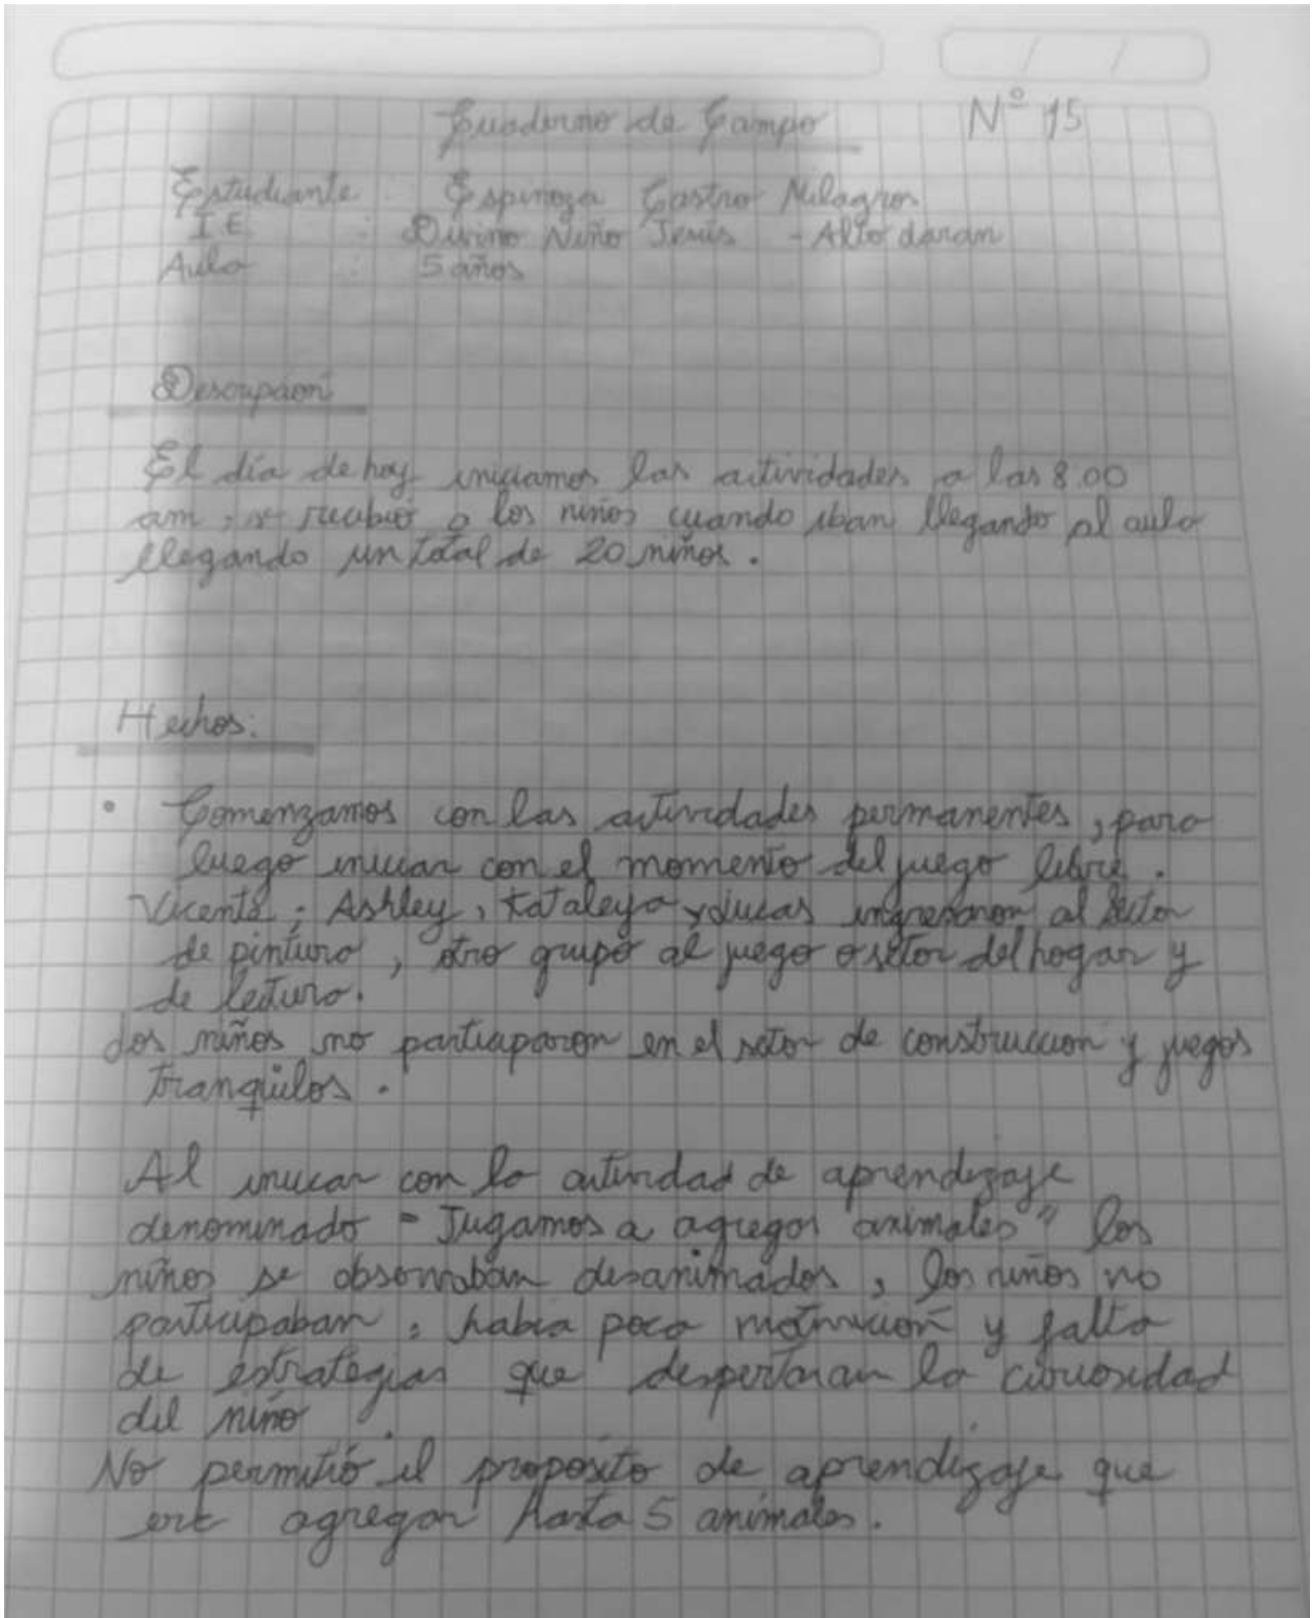 Cuaderno de Campo Nº 15
Estudiante : Espinoza Castro Milagros
I.E. : Divino Niño Jesús - Alto larán
Aula : 5 años
Descripción
El día de hoy iniciamos las actividades a las 8.00
am, se recibió a los niños cuando iban llegando al aula
llegando un total de 20 niños.
Hechos:
• Comenzamos con las actividades permanentes, para
luego iniciar con el momento del juego libre.
Vicente, Ashley, Kataleya y Lucas ingresaron al sector
de pintura, otro grupo al juego o sector del hogar y
de lectura.
Los niños no participaron en el sector de construcción y juegos
tranquilos.
Al iniciar con la actividad de aprendizaje
denominado "Jugamos a agregar animales" los
niños se observaban desanimados, los niños no
participaban, había poca motivación y falta
de estrategias que despertaran la curiosidad
del niño.
No permitió el proposito de aprendizaje que
era agregar hasta 5 animales.